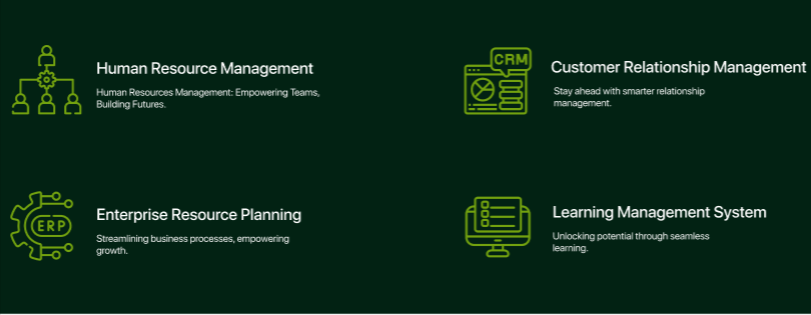 Human Resource Management
Human Resources Management: Empowering Teams,
Building Futures.
CRM
Customer Relationship Management
Stay ahead with smarter relationship
management.
ERP
Enterprise Resource Planning
Streamlining business processes, empowering
growth.
Learning Management System
Unlocking potential through seamless
learning.